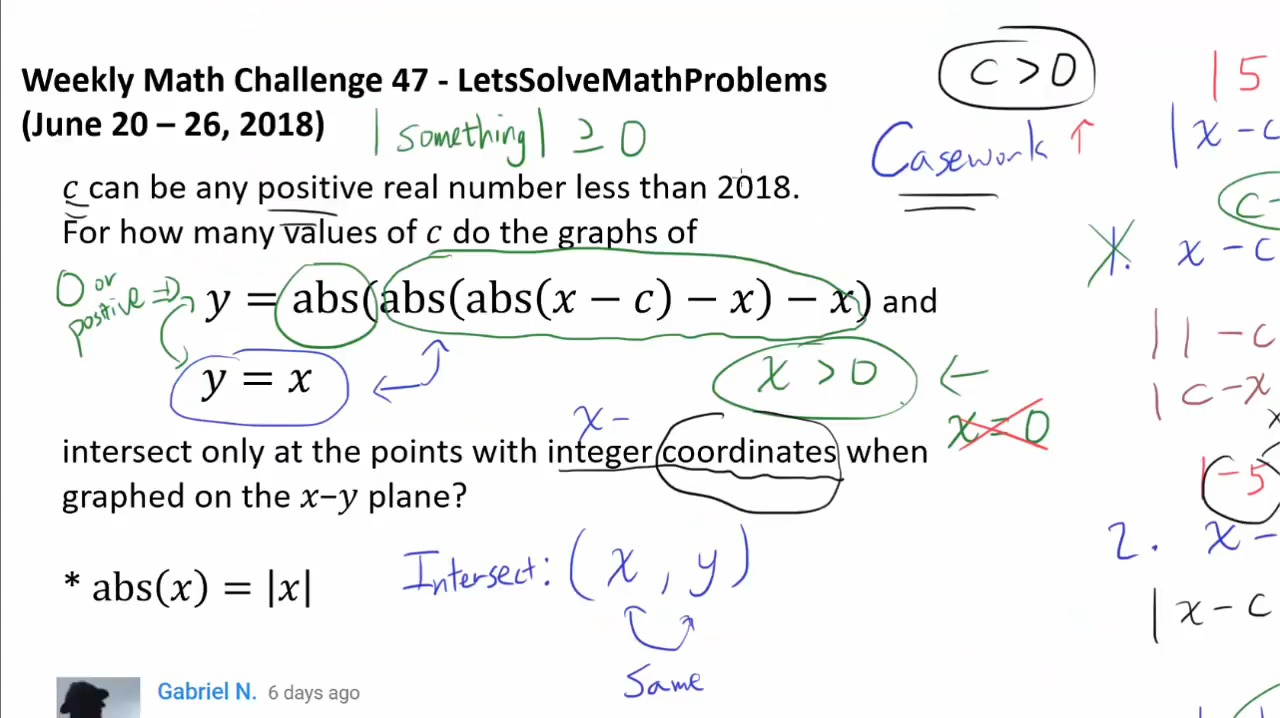 Weekly Math Challenge 47 - LetsSolveMathProblems
(June 20 – 26, 2018)
|something| ≥ 0
c > 0
Casework ↑
c can be any positive real number less than 2018.
For how many values of c do the graphs of
0 or positive ⇒
y = abs(abs(abs(x − c) − x) − x) and
y = x
x > 0 ←
x = 0
x -
intersect only at the points with integer coordinates when
graphed on the x−y plane?
Intersect: (x, y)
Same
* abs(x) = |x|
Gabriel N. 6 days ago
| 5
| x - c
c -
1. x - c
| | - c
| c - x
| - 5
2. x -
| x - c